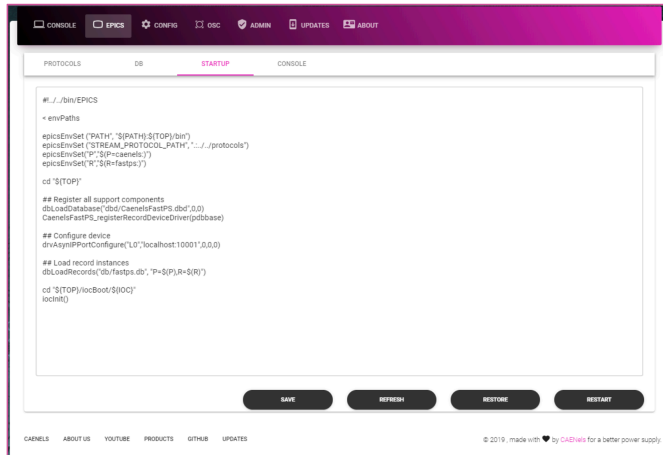 CONSOLE EPICS CONFIG OSC ADMIN UPDATES ABOUT
PROTOCOLS DB STARTUP CONSOLE
#!../../bin/EPICS
< envPaths
epicsEnvSet ("PATH", "${PATH}:${TOP}/bin")
epicsEnvSet ("STREAM_PROTOCOL_PATH", ".:../../protocols")
epicsEnvSet("P","$(P=caenels:)")
epicsEnvSet("R","$(R=fastps:)")
cd "${TOP}"
## Register all support components
dbLoadDatabase("dbd/CaenelsFastPS.dbd",0,0)
CaenelsFastPS_registerRecordDeviceDriver(pdbbase)
## Configure device
drvAsynIPPortConfigure("L0","localhost:10001",0,0,0)
## Load record instances
dbLoadRecords("db/fastps.db", "P=$(P),R=$(R)")
cd "${TOP}/iocBoot/${IOC}"
iocInit()
SAVE REFRESH RESTORE RESTART
CAENELS ABOUT US YOUTUBE PRODUCTS GITHUB UPDATES © 2019 , made with ♥ by CAENels for a better power supply.